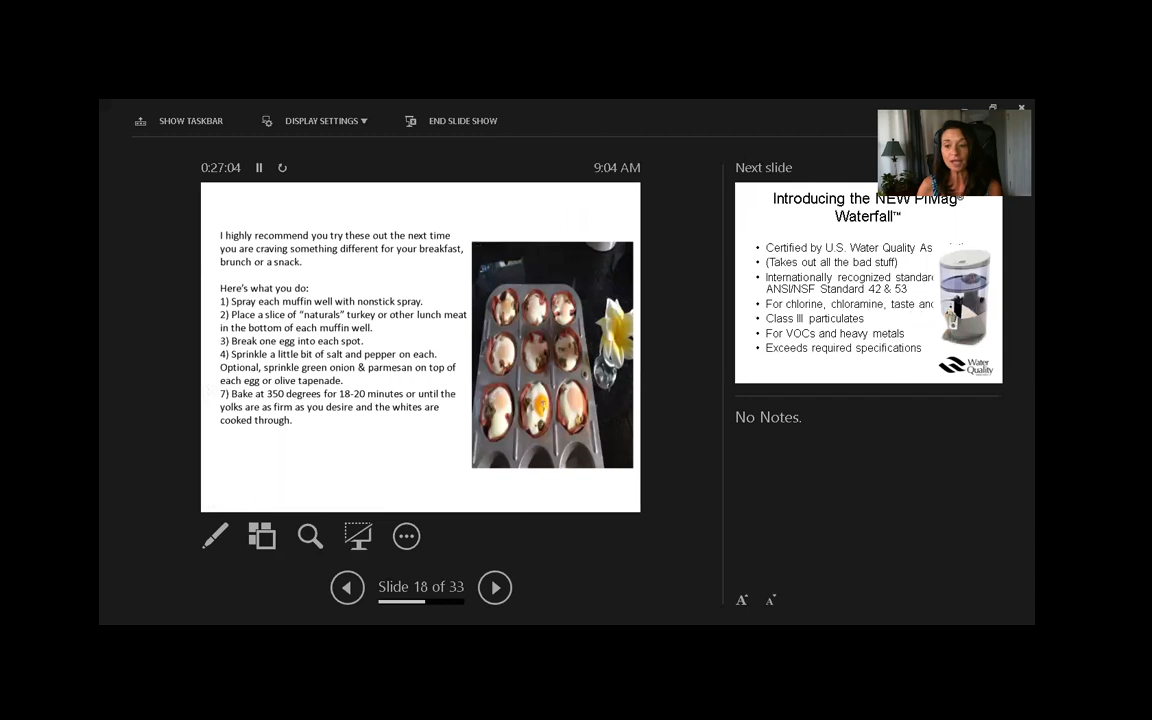 SHOW TASKBAR
DISPLAY SETTINGS
END SLIDE SHOW
0:27:04
9:04 AM
I highly recommend you try these out the next time
you are craving something different for your breakfast,
brunch or a snack.
Here's what you do:
1) Spray each muffin well with nonstick spray.
2) Place a slice of “naturals” turkey or other lunch meat
in the bottom of each muffin well.
3) Break one egg into each spot.
4) Sprinkle a little bit of salt and pepper on each.
Optional, sprinkle green onion & parmesan on top of
each egg or olive tapenade.
7) Bake at 350 degrees for 18-20 minutes or until the
yolks are as firm as you desire and the whites are
cooked through.
Slide 18 of 33
Next slide
Introducing the NEW PiMag®
Waterfall™
• Certified by U.S. Water Quality
• (Takes out all the bad stuff)
• Internationally recognized
ANSI/NSF Standard 42 & 53
• For chlorine, chloramine, taste and
• Class III particulates
• For VOCs and heavy metals
• Exceeds required specifications
Water
Quality
No Notes.
A A